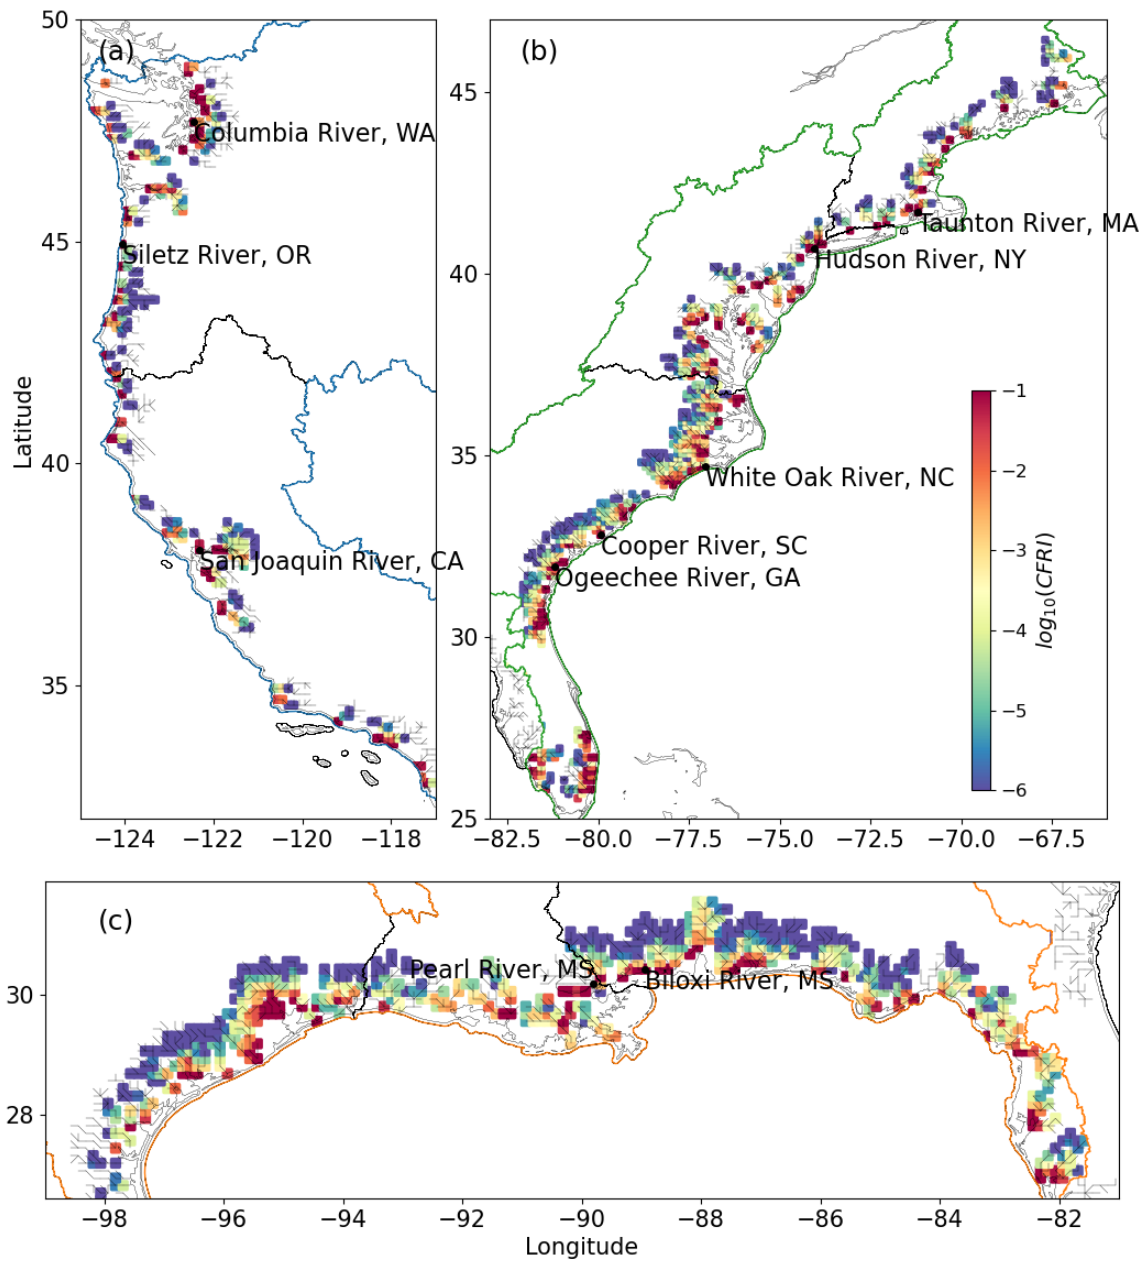 (a)
(b)
50
45
40
35
Latitude
−124
−122
−120
−118
Columbia River, WA
Siletz River, OR
San Joaquin River, CA
45
40
35
30
25
−82.5
−80.0
−77.5
−75.0
−72.5
−70.0
−67.5
Taunton River, MA
Hudson River, NY
White Oak River, NC
Cooper River, SC
Ogeechee River, GA
−1
−2
−3
−4
−5
−6
log₁₀(CFRI)
(c)
Pearl River, MS
Biloxi River, MS
30
28
−98
−96
−94
−92
−90
−88
−86
−84
−82
Longitude